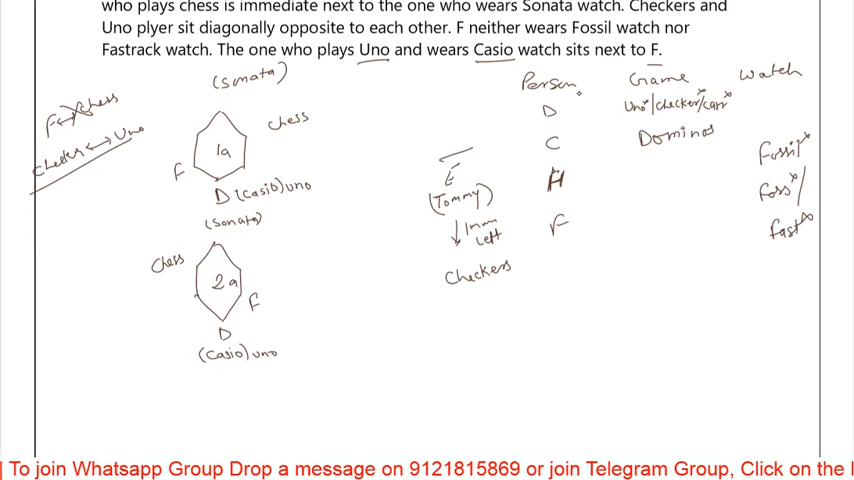 who plays chess is immediate next to the one who wears Sonata watch. Checkers and
Uno plyer sit diagonally opposite to each other. F neither wears Fossil watch nor
Fastrack watch. The one who plays Uno and wears Casio watch sits next to F.
(Sonata)
Person Game Watch
F ↔ chess
checker ↔ Uno
chess
1a
F
D (Casio) uno
D Uno/checker/carr
C Dominos Fossil
H Foss/
F fast
E
(Tommy)
↓ Imm
left
Checkers
(Sonata)
chess
2a
F
D
(Casio) uno
To join Whatsapp Group Drop a message on 9121815869 or join Telegram Group, Click on the l